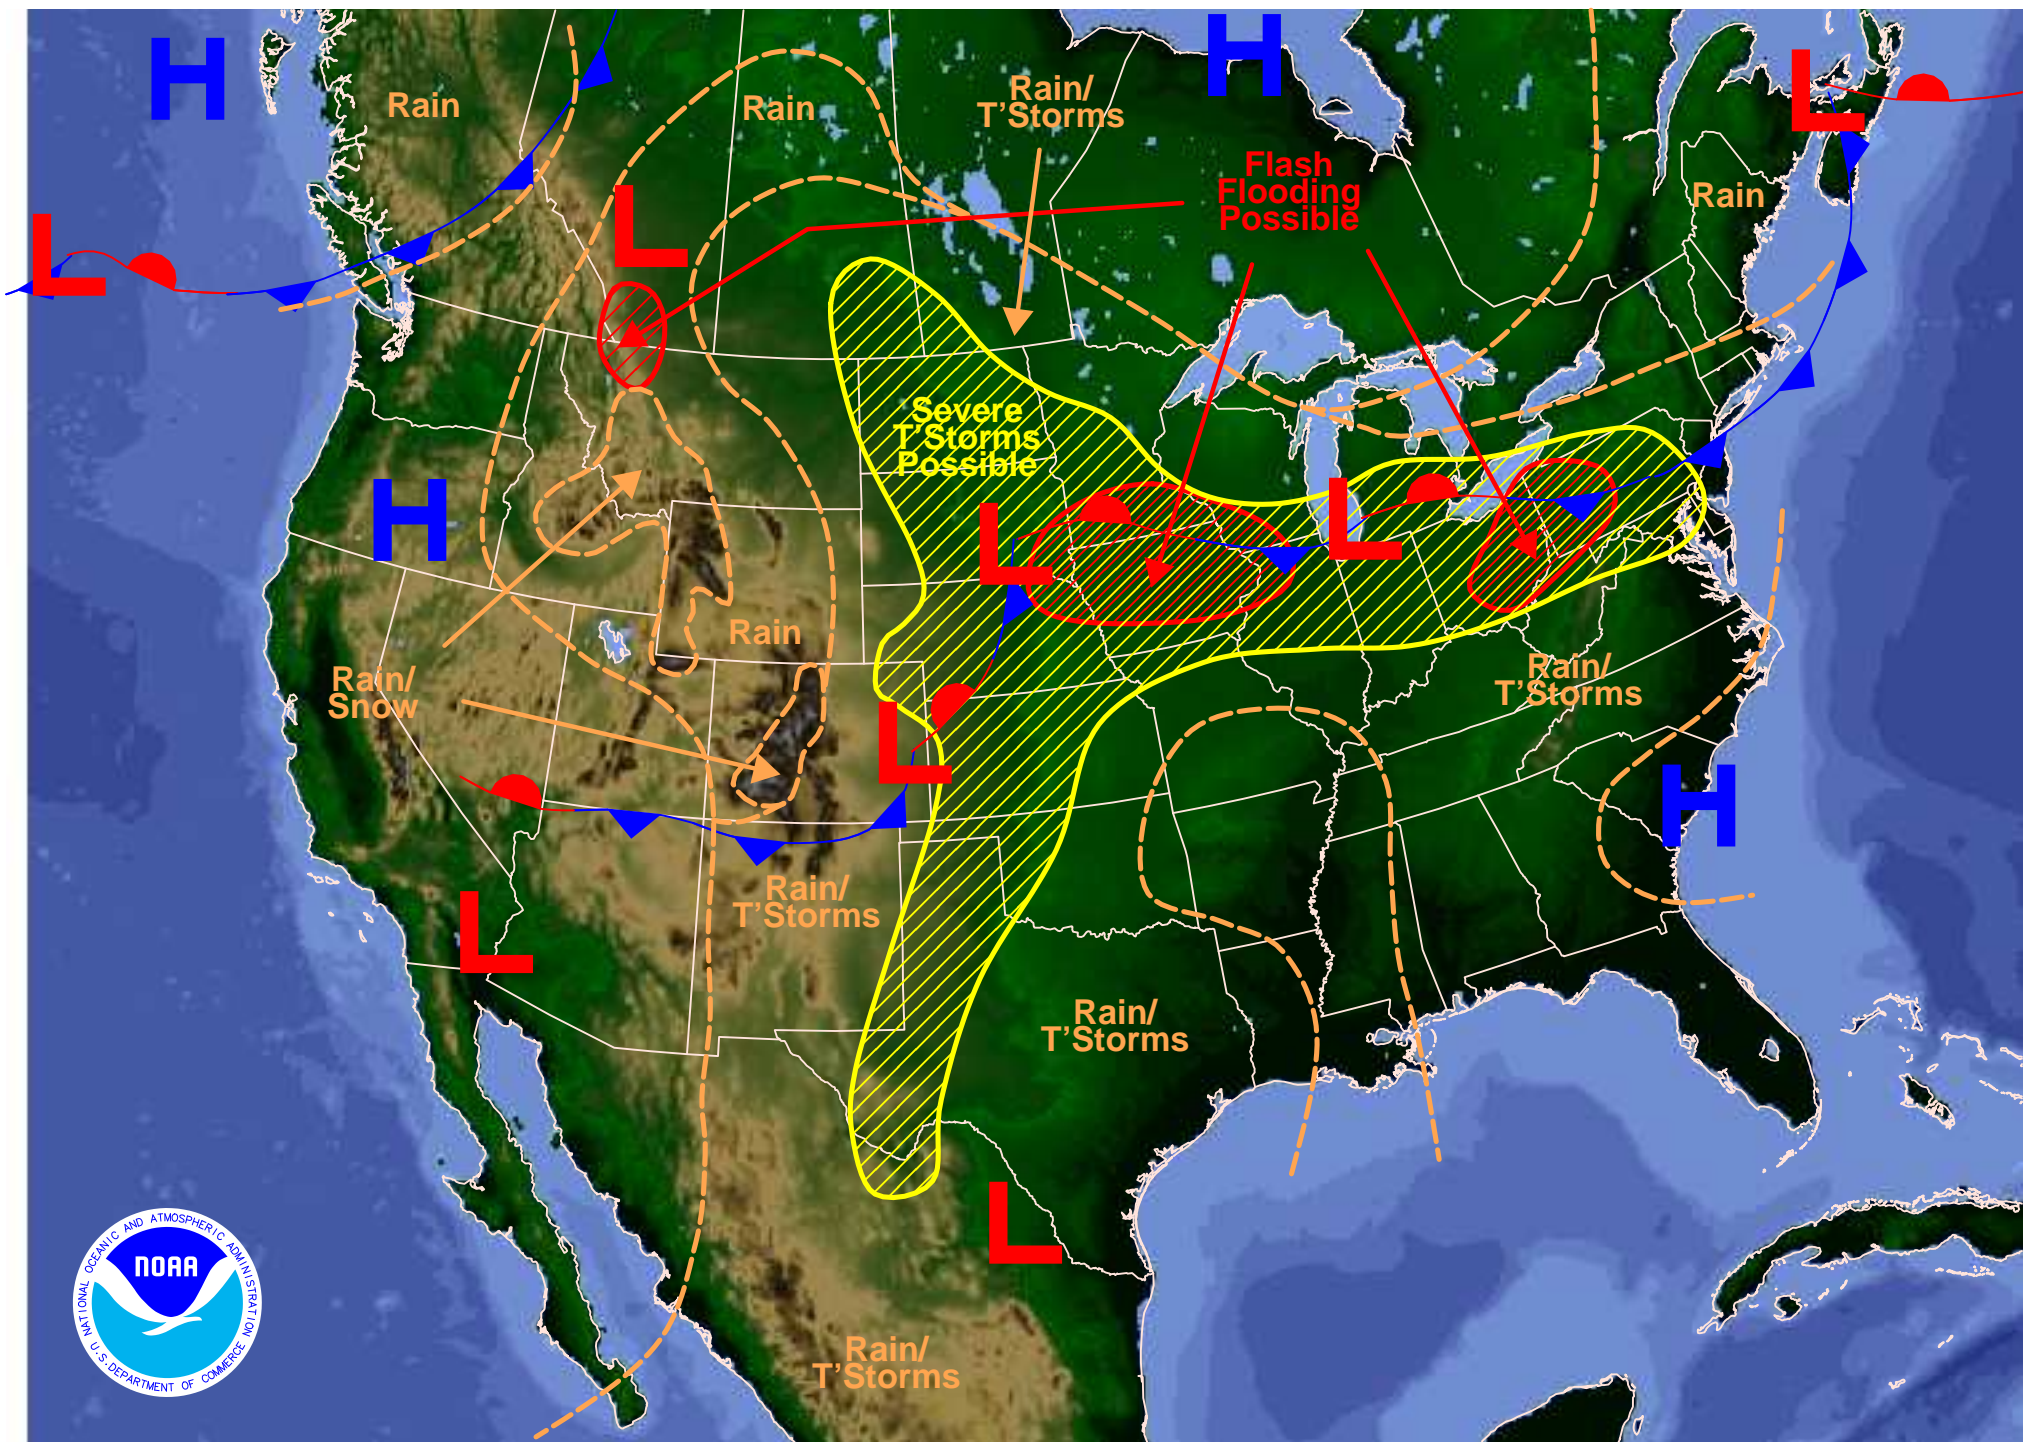 H
H
Rain
Rain
Rain/
T'Storms
L
Flash
Flooding
Possible
Rain
L
L
Severe
T'Storms
Possible
H
L
L
Rain
Rain/
Snow
Rain/
T'Storms
L
H
Rain/
T'Storms
L
Rain/
T'Storms
L
NATIONAL OCEANIC AND ATMOSPHERIC ADMINISTRATION
NOAA
U.S. DEPARTMENT OF COMMERCE
Rain/
T'Storms